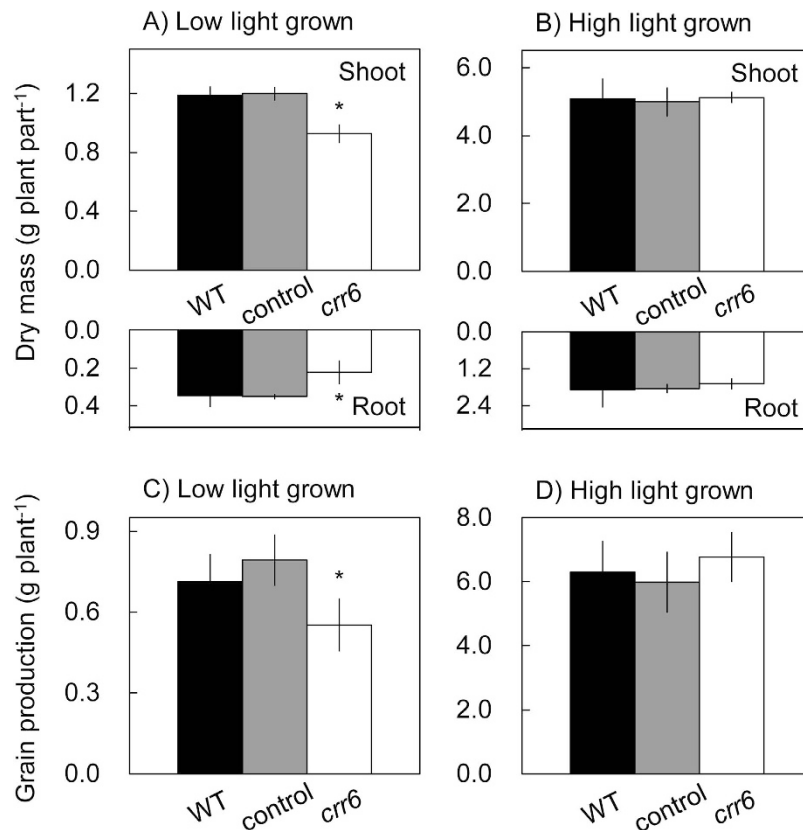 A) Low light grown
B) High light grown
Dry mass (g plant part⁻¹)
1.2
0.8
0.4
0.0
Shoot
*
WT
control
crr6
0.0
0.2
0.4
*
Root
6.0
4.0
2.0
0.0
Shoot
WT
control
crr6
0.0
1.2
2.4
Root
C) Low light grown
D) High light grown
Grain production (g plant⁻¹)
0.9
0.6
0.3
0.0
*
WT
control
crr6
8.0
6.0
4.0
2.0
0.0
WT
control
crr6